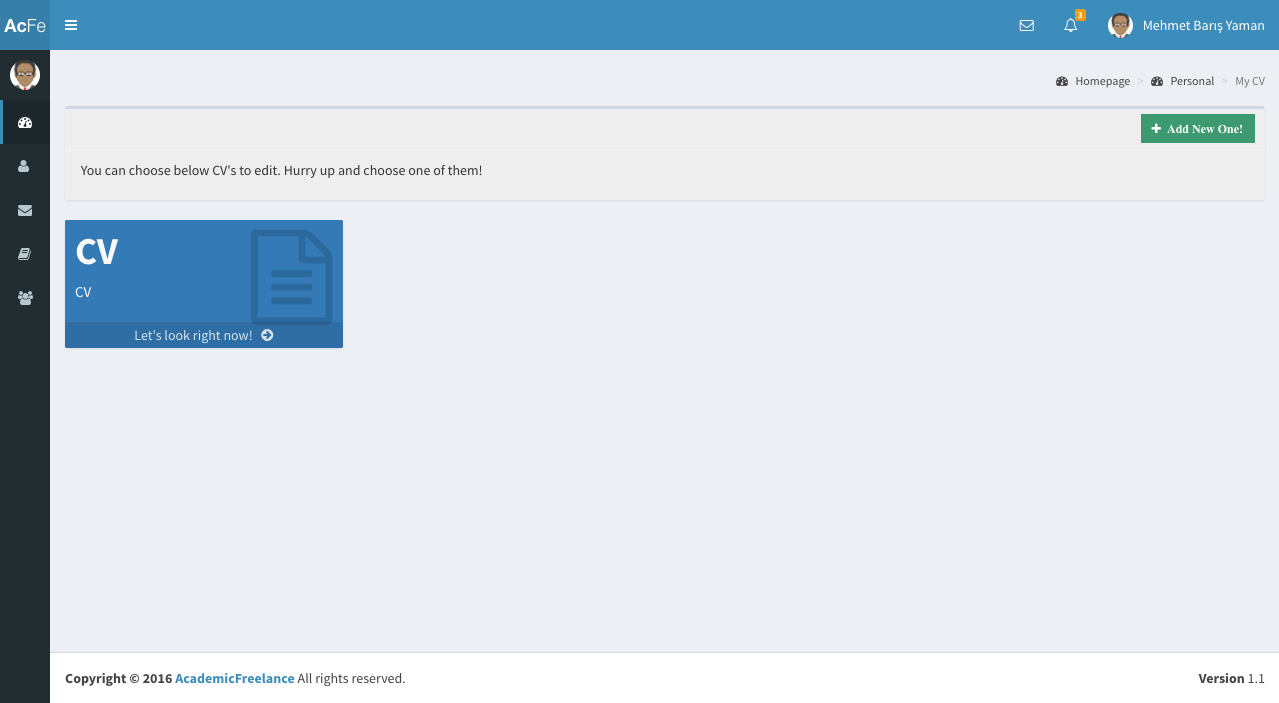 AcFe
3
Mehmet Barış Yaman
Homepage > Personal > My CV
Add New One!
You can choose below CV's to edit. Hurry up and choose one of them!
CV
CV
Let's look right now!
Copyright © 2016 AcademicFreelance All rights reserved.
Version 1.1